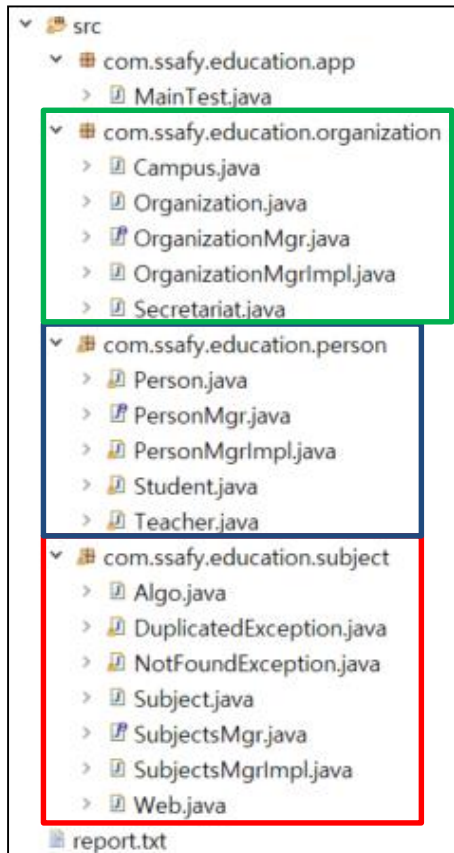 src
com.ssafy.education.app
MainTest.java
com.ssafy.education.organization
Campus.java
Organization.java
OrganizationMgr.java
OrganizationMgrImpl.java
Secretariat.java
com.ssafy.education.person
Person.java
PersonMgr.java
PersonMgrImpl.java
Student.java
Teacher.java
com.ssafy.education.subject
Algo.java
DuplicatedException.java
NotFoundException.java
Subject.java
SubjectsMgr.java
SubjectsMgrImpl.java
Web.java
report.txt